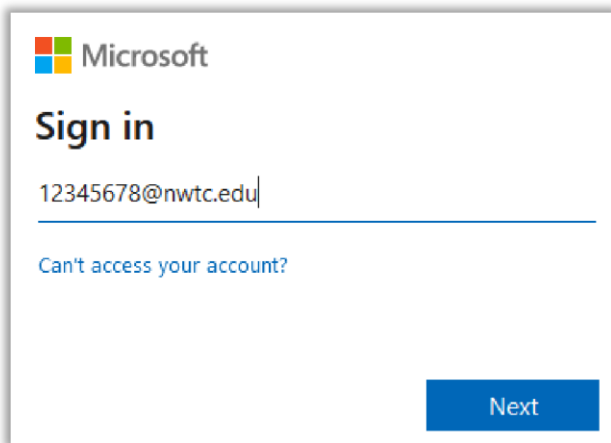 Microsoft
Sign in
12345678@nwtc.edu
Can't access your account?
Next